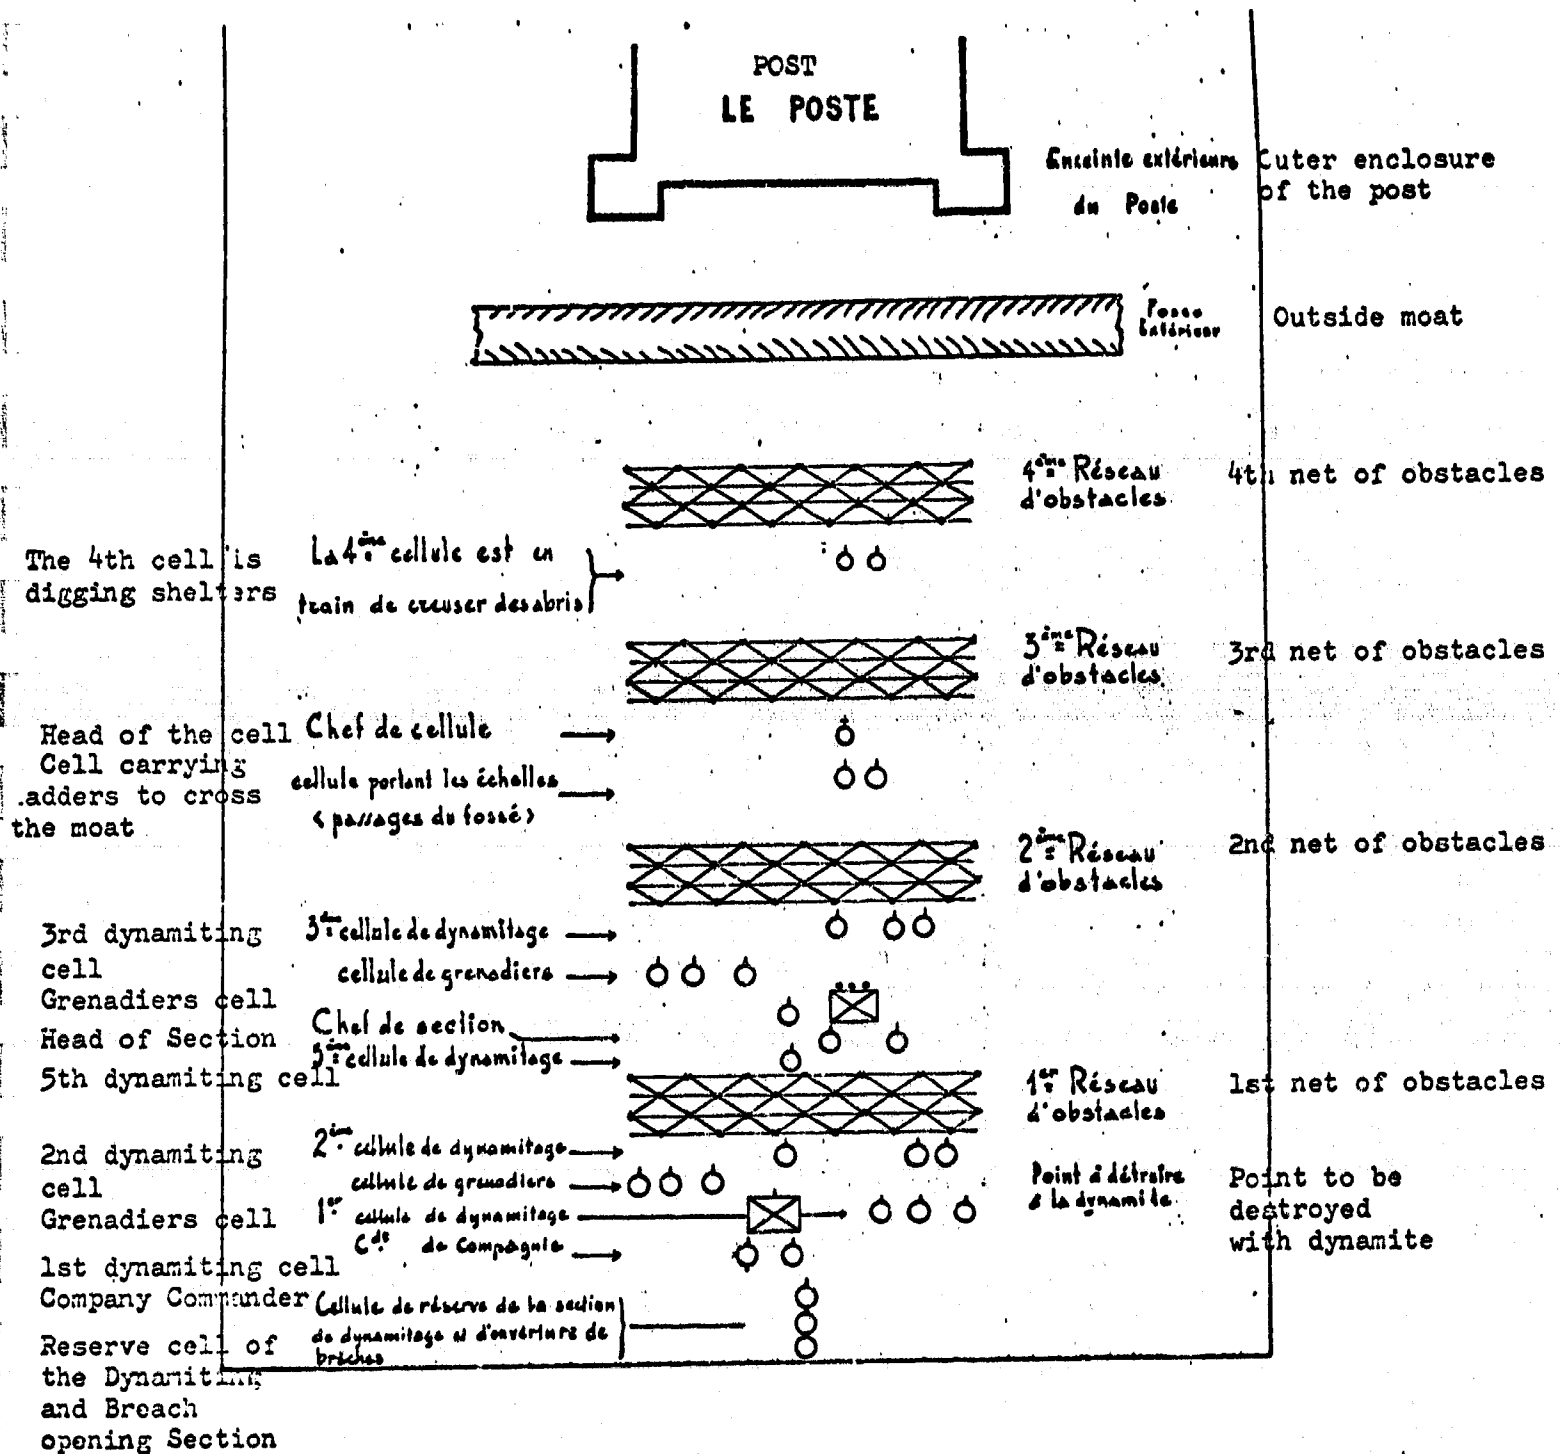 POST
LE POSTE
Enceinte extérieure
du Poste
Outer enclosure
of the post
Fossé
Extérieur
Outside moat
4ème Réseau
d'obstacles
4th net of obstacles
The 4th cell is
digging shelters
La 4ème cellule est en
train de creuser des abris
3ème Réseau
d'obstacles
3rd net of obstacles
Head of the cell
Cell carrying
adders to cross
the moat
Chef de cellule
cellule portant les échelles
(passages du fossé)
2ème Réseau
d'obstacles
2nd net of obstacles
3rd dynamiting
cell
Grenadiers cell
Head of Section
5th dynamiting cell
3ème cellule de dynamitage
cellule de grenadiers
Chef de section
5ème cellule de dynamitage
1er Réseau
d'obstacles
1st net of obstacles
2nd dynamiting
cell
Grenadiers cell
1st dynamiting cell
Company Commander
Reserve cell of
the Dynamiting
and Breach
opening Section
2ème cellule de dynamitage
cellule de grenadiers
1er cellule de dynamitage
Cdt de Compagnie
Cellule de réserve de la section
de dynamitage et d'ouverture de
brèches
Point à détruire
à la dynamite
Point to be
destroyed
with dynamite